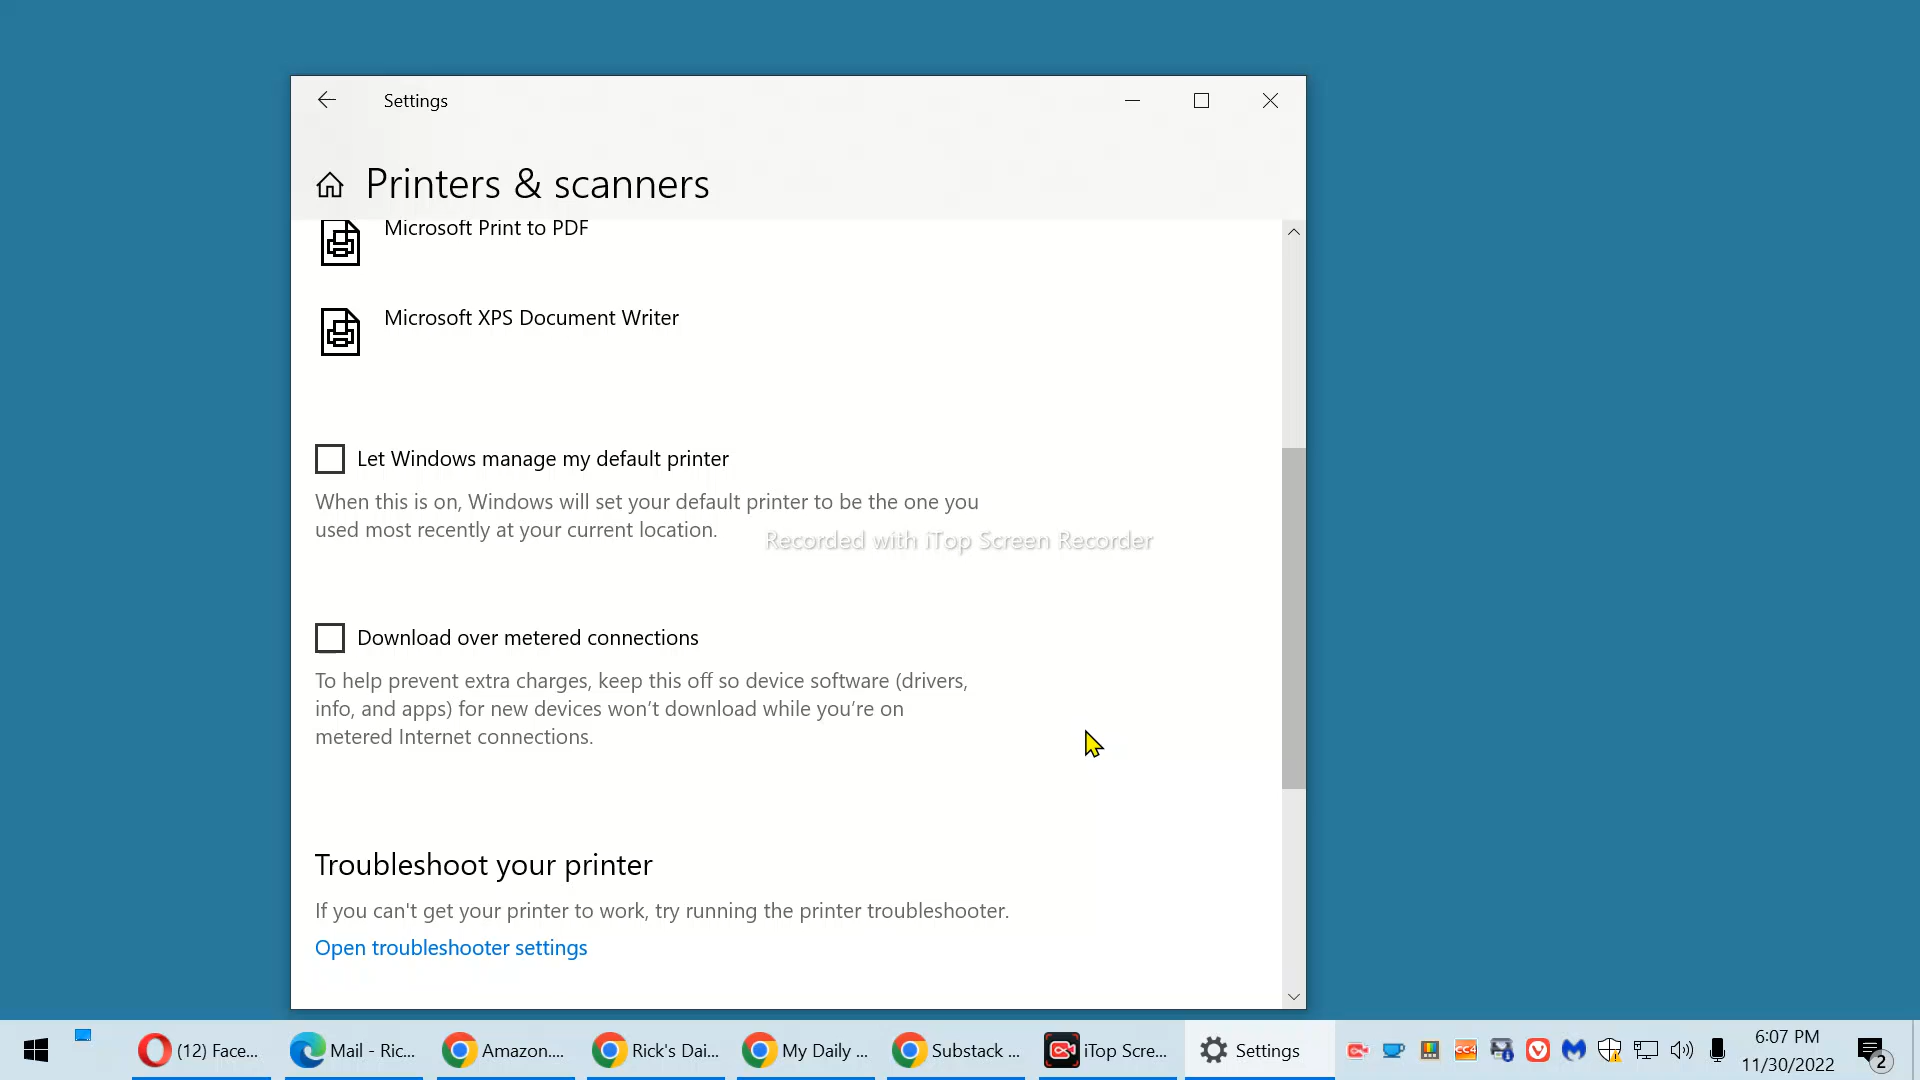 Settings
Printers & scanners
Microsoft Print to PDF
Microsoft XPS Document Writer
Let Windows manage my default printer
When this is on, Windows will set your default printer to be the one you
used most recently at your current location.
Recorded with iTop Screen Recorder
Download over metered connections
To help prevent extra charges, keep this off so device software (drivers,
info, and apps) for new devices won’t download while you’re on
metered Internet connections.
Troubleshoot your printer
If you can't get your printer to work, try running the printer troubleshooter.
Open troubleshooter settings
(12) Face... Mail - Ric... Amazon.... Rick's Dai... My Daily ... Substack ... iTop Scre... Settings CC4 6:07 PM
11/30/2022 2